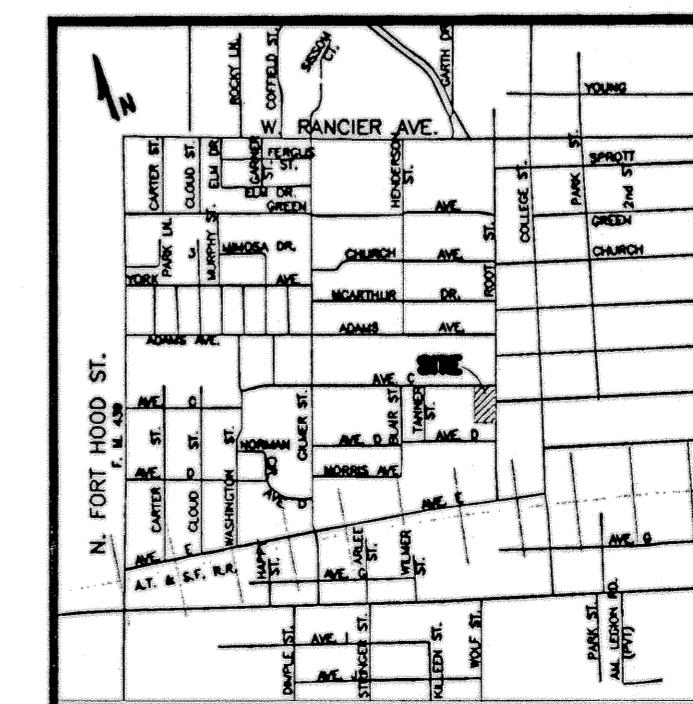 N
ROCKY LN.
COFFIELD ST.
SISSOM CT.
GARTH DR.
W. RANCIER AVE.
YOUNG
CARTER ST.
CLOUD ST.
ELM DR.
GARNER ST.
FERGUS ST.
ELM DR.
GREEN AVE.
HENDERSON ST.
COLLEGE ST.
PARK ST.
SPROTT
2nd ST.
GREEN
CHURCH
PARK LN.
MURPHY ST.
MIMOSA DR.
CHURCH AVE.
ROOT ST.
YORK AVE.
MCARTHUR DR.
ADAMS AVE.
ADAMS AVE.
SITE
AVE. C
N. FORT HOOD ST.
F. M. 439
AVE. D
CARTER ST.
CLOUD ST.
WASHINGTON ST.
NORMAN CIR.
GILMER ST.
BLAIR ST.
TANNER ST.
AVE. D
AVE. D
AVE. D
AVE. D
MORRIS AVE.
AVE. E
AVE. E
A.T. & S.F. R.R.
HAPPY ST.
ARLEE ST.
WILMER ST.
AVE. G
AVE. G
DIMPLE ST.
AVE. I
AVE. J
STRINGER ST.
KILLEEN ST.
WOLF ST.
PARK ST.
AM. LEGION RD. (PVT)